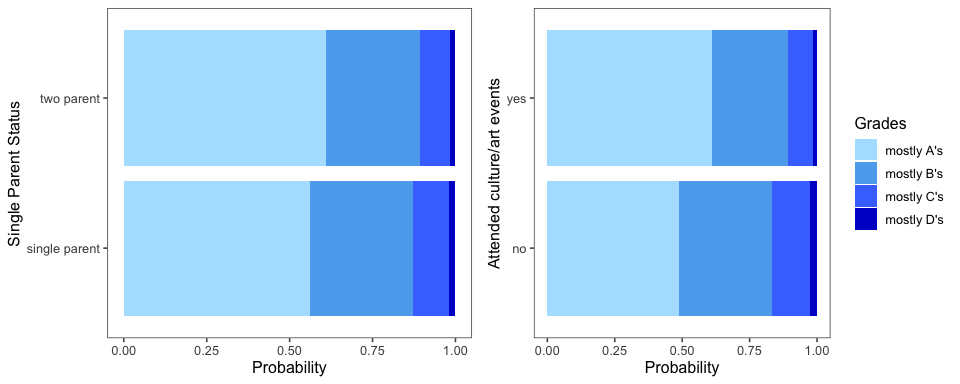 Single Parent Status
two parent
single parent
0.00 0.25 0.50 0.75 1.00
Probability
Attended culture/art events
yes
no
0.00 0.25 0.50 0.75 1.00
Probability
Grades
mostly A's
mostly B's
mostly C's
mostly D's